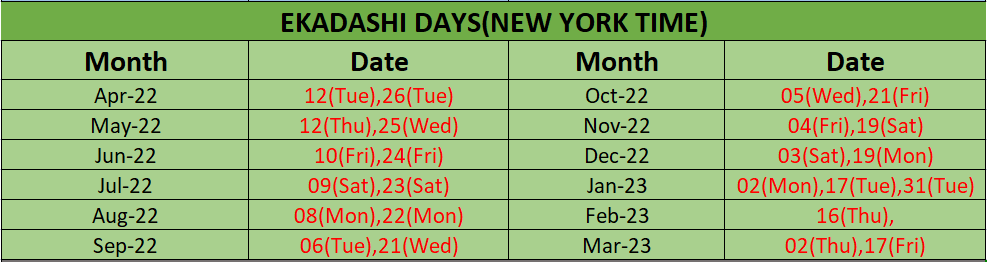 EKADASHI DAYS(NEW YORK TIME)
Month Date Month Date
Apr-22 12(Tue),26(Tue) Oct-22 05(Wed),21(Fri)
May-22 12(Thu),25(Wed) Nov-22 04(Fri),19(Sat)
Jun-22 10(Fri),24(Fri) Dec-22 03(Sat),19(Mon)
Jul-22 09(Sat),23(Sat) Jan-23 02(Mon),17(Tue),31(Tue)
Aug-22 08(Mon),22(Mon) Feb-23 16(Thu),
Sep-22 06(Tue),21(Wed) Mar-23 02(Thu),17(Fri)